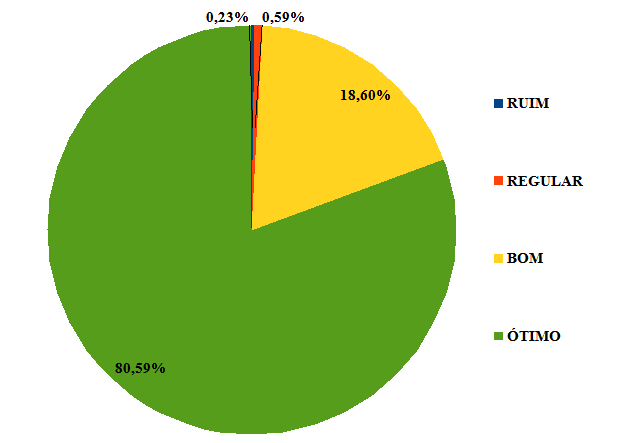 0,23%
0,59%
18,60%
80,59%
RUIM
REGULAR
BOM
ÓTIMO